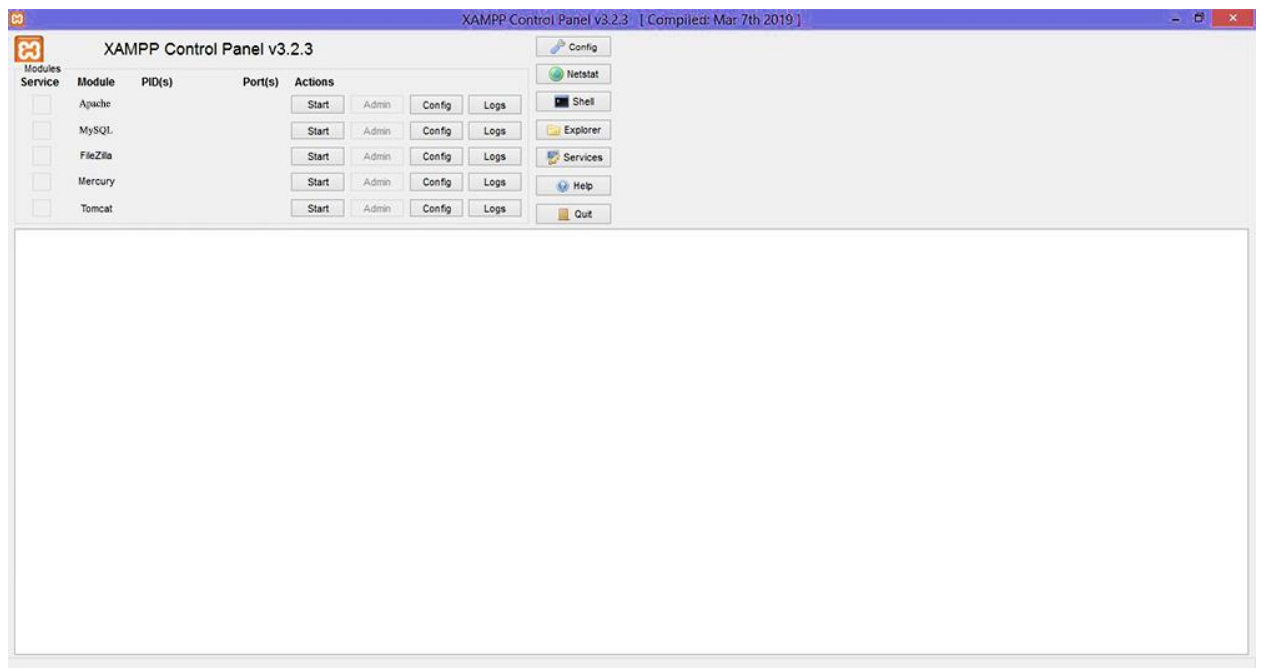 XAMPP Control Panel v3.2.3 [ Compiled: Mar 7th 2019 ]
XAMPP Control Panel v3.2.3
Config
Modules
Netstat
Service Module PID(s) Port(s) Actions
Apache Start Admin Config Logs Shell
MySQL Start Admin Config Logs Explorer
FileZilla Start Admin Config Logs Services
Mercury Start Admin Config Logs Help
Tomcat Start Admin Config Logs Quit